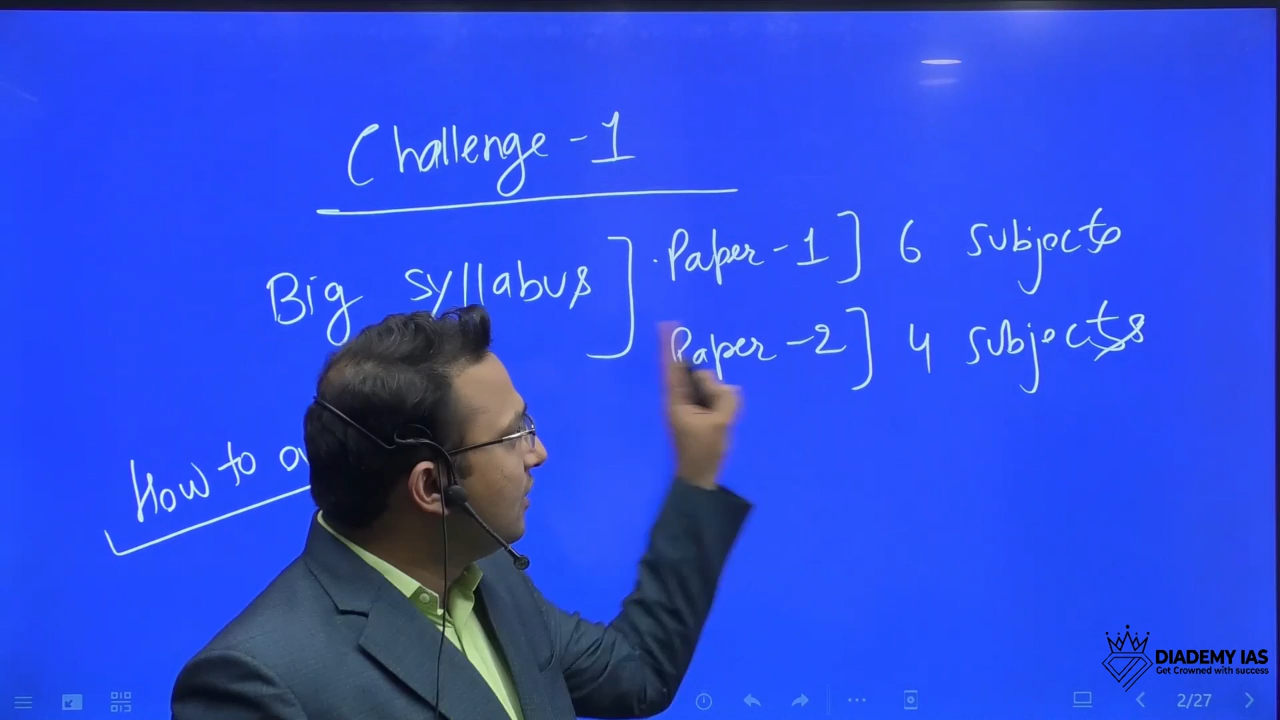 Challenge - 1
Big syllabus ] . Paper - 1 ] 6 subjects
Paper - 2 ] 4 subjects
How to
DIADEMY IAS
Get Crowned with success
2/27